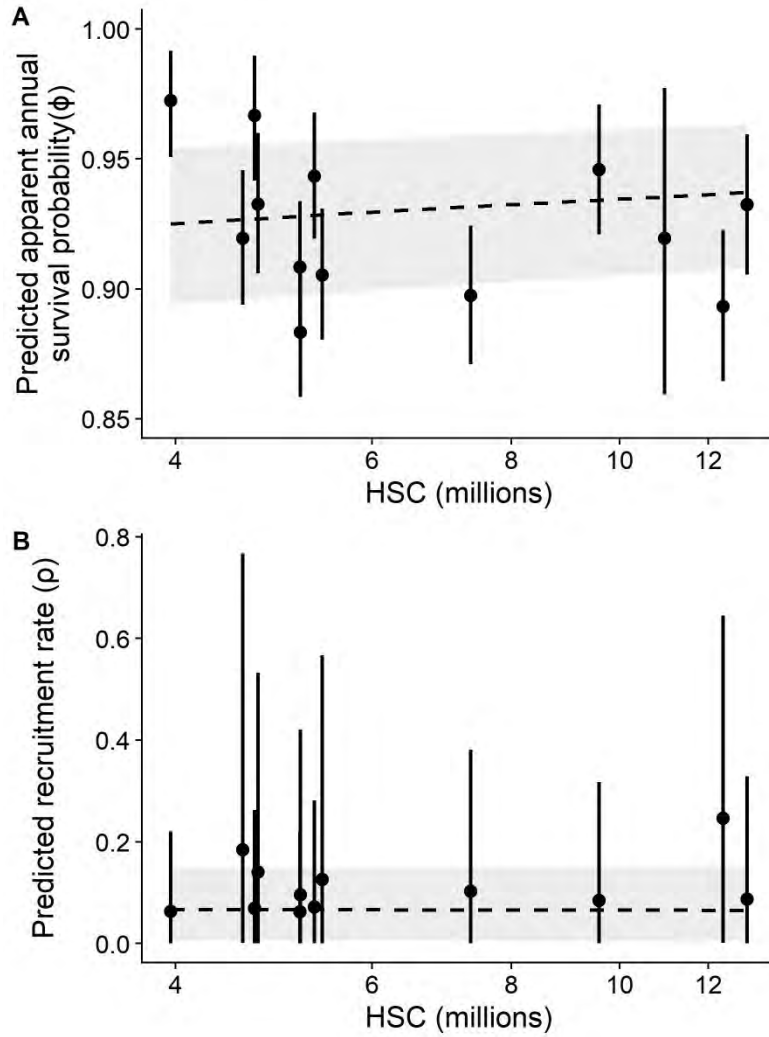 A
Predicted apparent annual
survival probability(ϕ)
1.00
0.95
0.90
0.85
4 6 8 10 12
HSC (millions)
B
Predicted recruitment rate (ρ)
0.8
0.6
0.4
0.2
0.0
4 6 8 10 12
HSC (millions)